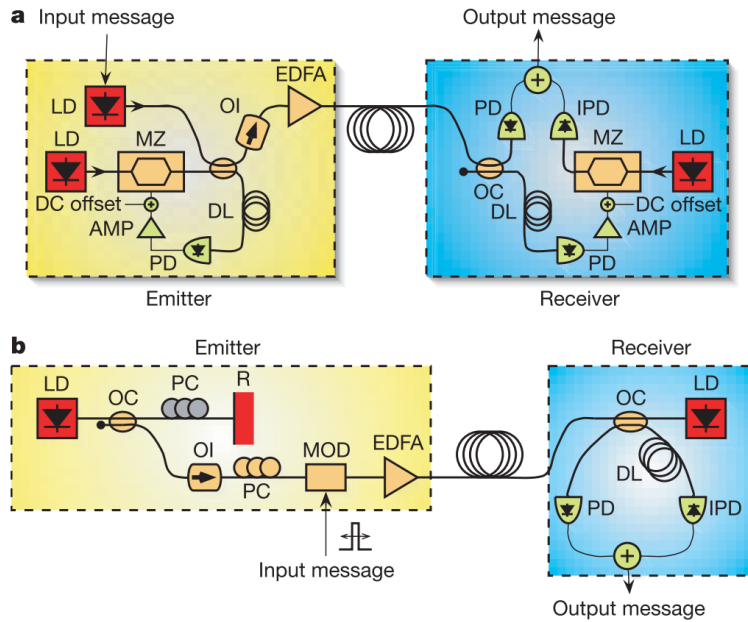 a
Input message
Output message
EDFA
OI
LD
LD
MZ
DL
DC offset
AMP
PD
Emitter
PD
IPD
MZ
LD
OC
DL
DC offset
AMP
PD
Receiver
b
Emitter
Receiver
LD
OC
PC
R
OI
PC
MOD
EDFA
Input message
OC
LD
DL
PD
IPD
Output message